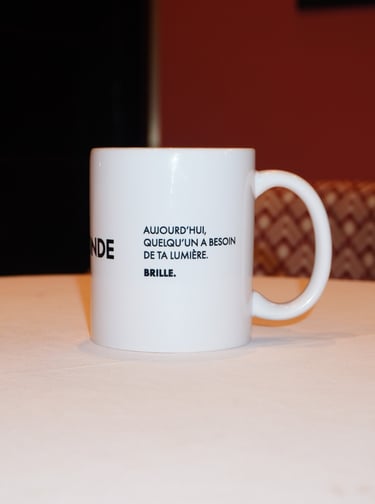 NDE
AUJOURD'HUI,
QUELQU'UN A BESOIN
DE TA LUMIÈRE.
BRILLE.